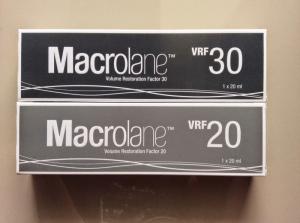 Macrolane™ VRF 30
Volume Restoration Factor 30
1 x 20 ml
Macrolane™ VRF 20
Volume Restoration Factor 20
1 x 20 ml